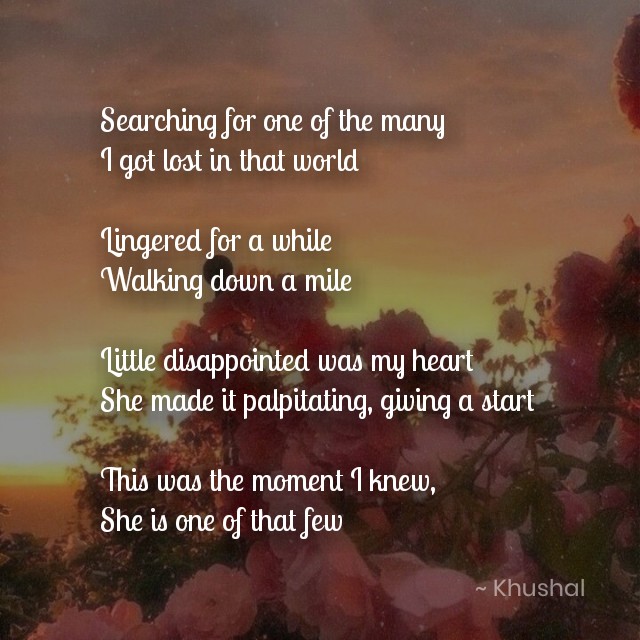 Searching for one of the many
I got lost in that world
Lingered for a while
Walking down a mile
Little disappointed was my heart
She made it palpitating, giving a start
This was the moment I knew,
She is one of that few
~ Khushal